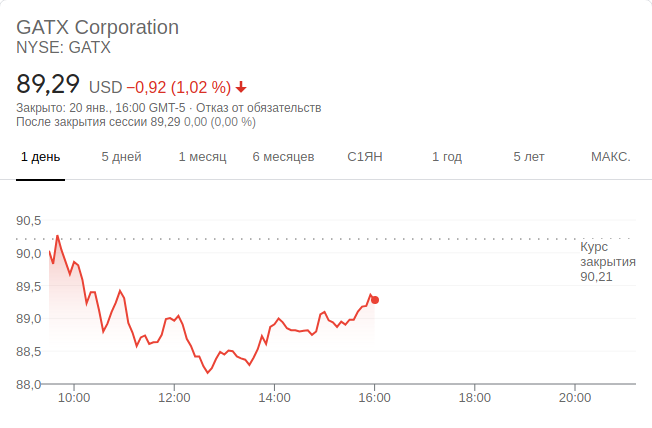 GATX Corporation
NYSE: GATX
89,29 USD −0,92 (1,02 %)
Закрыто: 20 янв., 16:00 GMT-5 · Отказ от обязательств
После закрытия сессии 89,29 0,00 (0,00 %)
1 день 5 дней 1 месяц 6 месяцев С1ЯН 1 год 5 лет МАКС.
90,5
90,0
89,5
89,0
88,5
88,0
Курс
закрытия
90,21
10:00 12:00 14:00 16:00 18:00 20:00